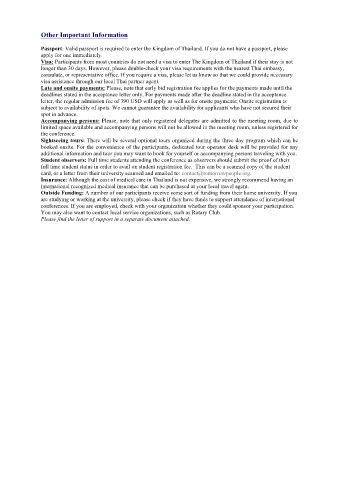 Other Important Information
Passport: Valid passport is required to enter the Kingdom of Thailand. If you do not have a passport, please
apply for one immediately.
Visa: Participants from most countries do not need a visa to enter The Kingdom of Thailand if their stay is not
longer than 30 days. However, please double-check your visa requirements with the nearest Thai embassy,
consulate, or representative office. If you require a visa, please let us know so that we could provide necessary
visa assistance through our local Thai partner agent.
Late and onsite payments: Please, note that early bid registration fee applies for the payments made until the
deadlines stated in the acceptance letter only. For payments made after the deadline stated in the acceptance
letter, the regular admission fee of 390 USD will apply as well as for onsite payments. Onsite registration is
subject to availability of spots. We cannot guarantee the availability for applicants who have not secured their
spot in advance.
Accompanying persons: Please, note that only registered delegates are admitted to the meeting room, due to
limited space available and accompanying persons will not be allowed in the meeting room, unless registered for
the conference.
Sightseeing tours: There will be several optional tours organized during the three day program which can be
booked onsite. For the convenience of the participants, dedicated tour operator desk will be provided for any
additional information and tour you may want to book for yourself or accompanying persons traveling with you.
Student observers: Full time students attending the conference as observers should submit the proof of their
full time student status in order to avail on student registration fee. This can be a scanned copy of the student
card, or a letter from their university scanned and emailed to: contact@tomorrowpeople.org.
Insurance: Although the cost of medical care in Thailand is not expensive, we strongly recommend having an
international recognized medical insurance that can be purchased at your local travel agent.
Outside Funding: A number of our participants receive some sort of funding from their home university. If you
are studying or working at the university, please check if they have funds to support attendance of international
conferences. If you are employed, check with your organization whether they could sponsor your participation.
You may also want to contact local service organizations, such as Rotary Club.
Please find the letter of support in a separate document attached.